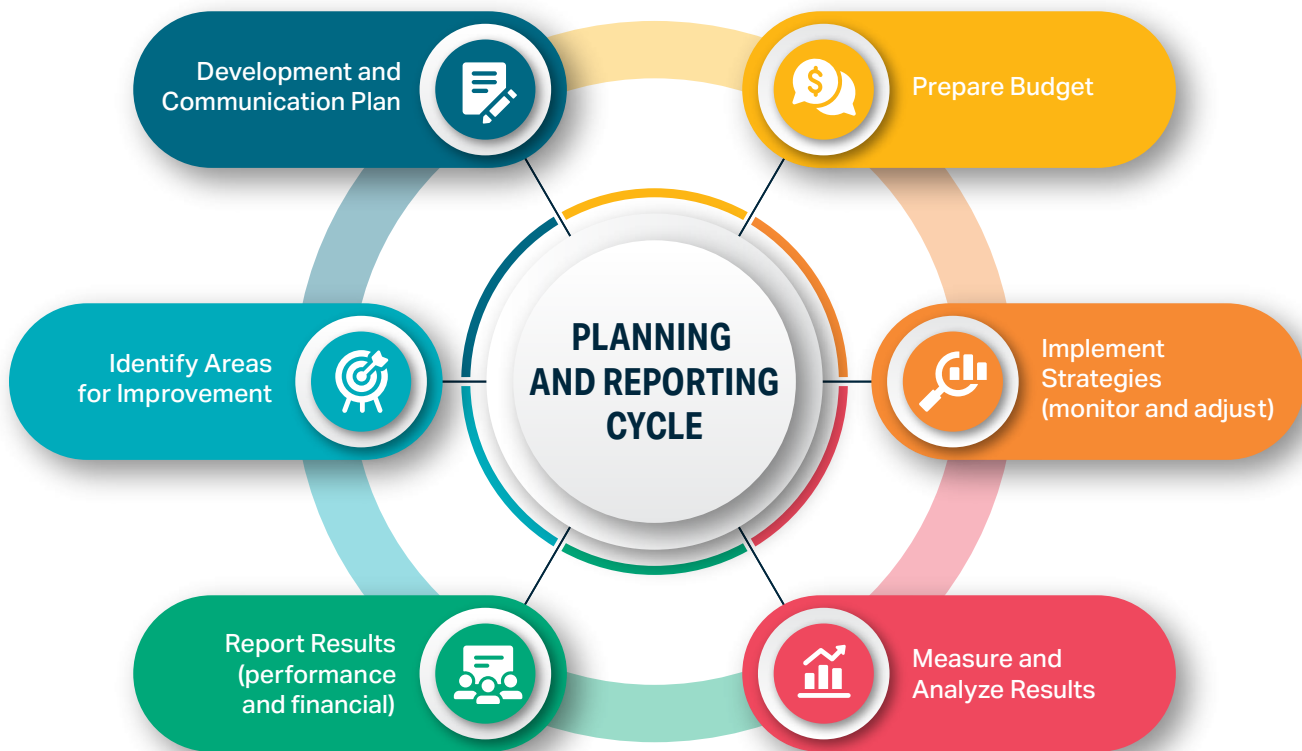 Development and
Communication Plan
$
Prepare Budget
Identify Areas
for Improvement
PLANNING
AND REPORTING
CYCLE
Implement
Strategies
(monitor and adjust)
Report Results
(performance
and financial)
Measure and
Analyze Results